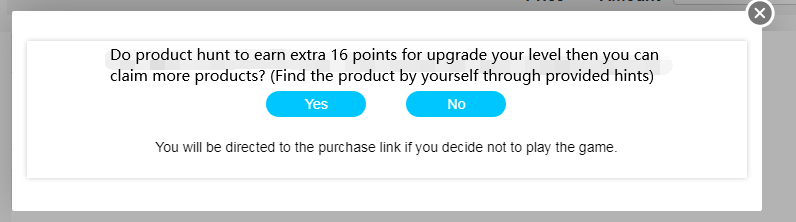 Do product hunt to earn extra 16 points for upgrade your level then you can
claim more products? (Find the product by yourself through provided hints)
Yes No
You will be directed to the purchase link if you decide not to play the game.